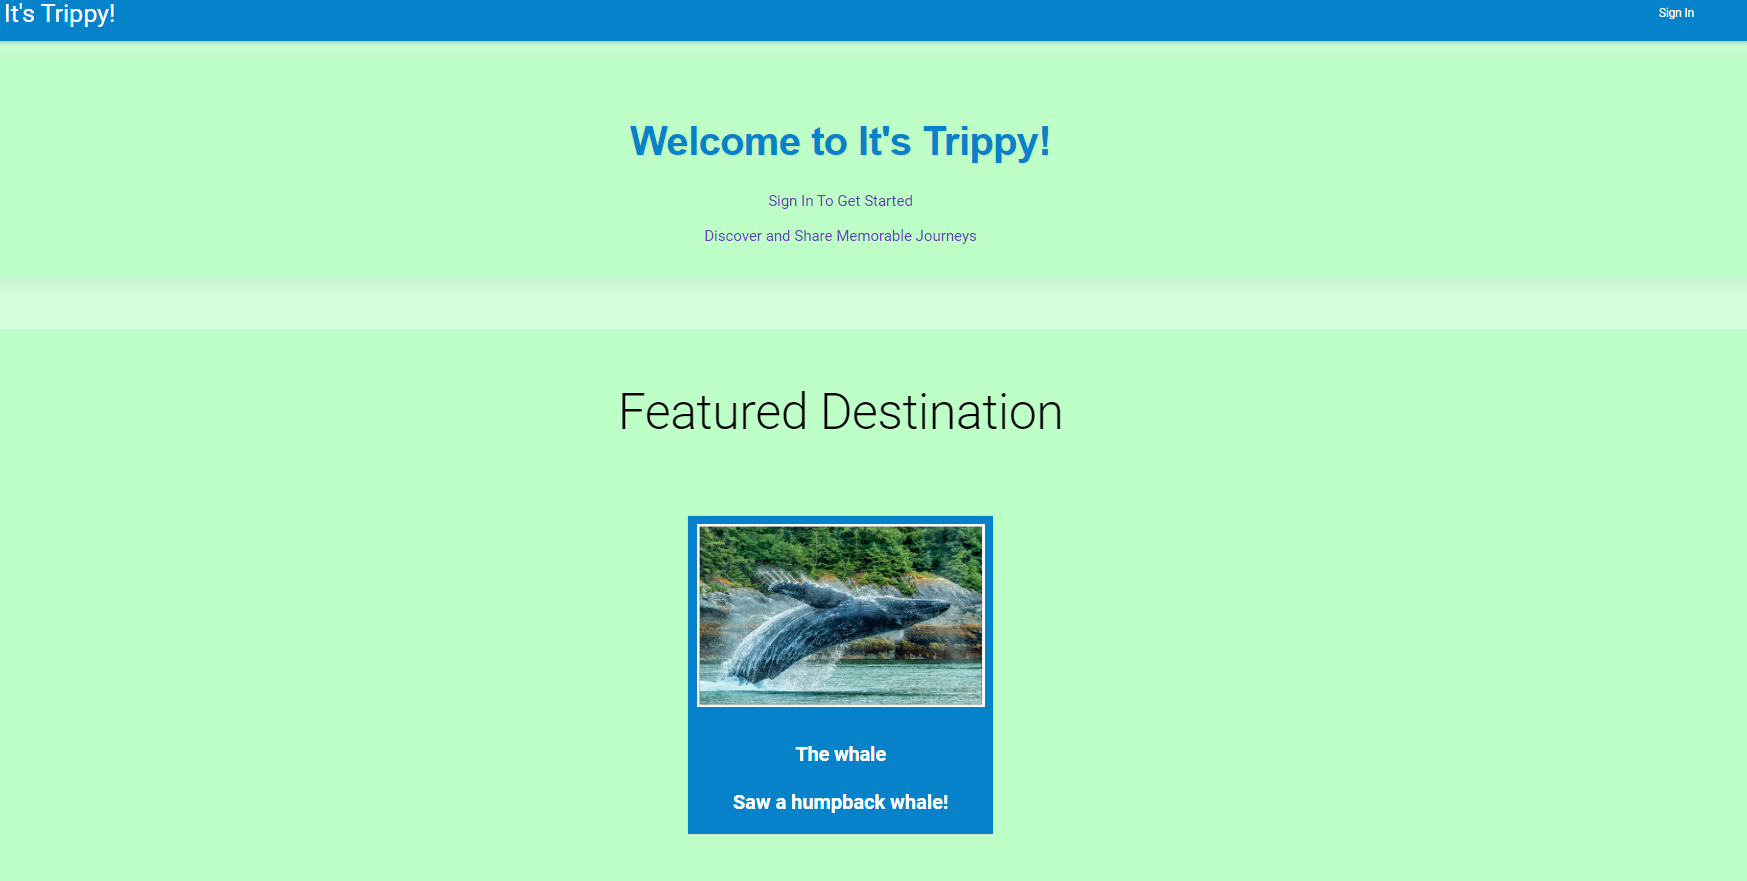 It's Trippy!
Sign In
Welcome to It's Trippy!
Sign In To Get Started
Discover and Share Memorable Journeys
Featured Destination
The whale
Saw a humpback whale!